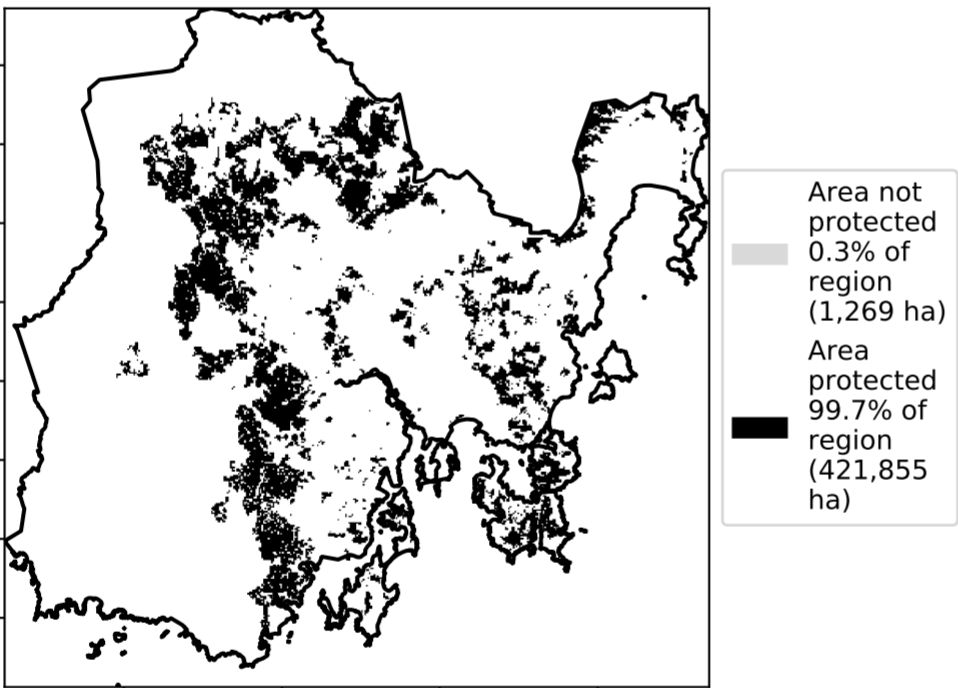 Area not
protected
0.3% of
region
(1,269 ha)
Area
protected
99.7% of
region
(421,855
ha)